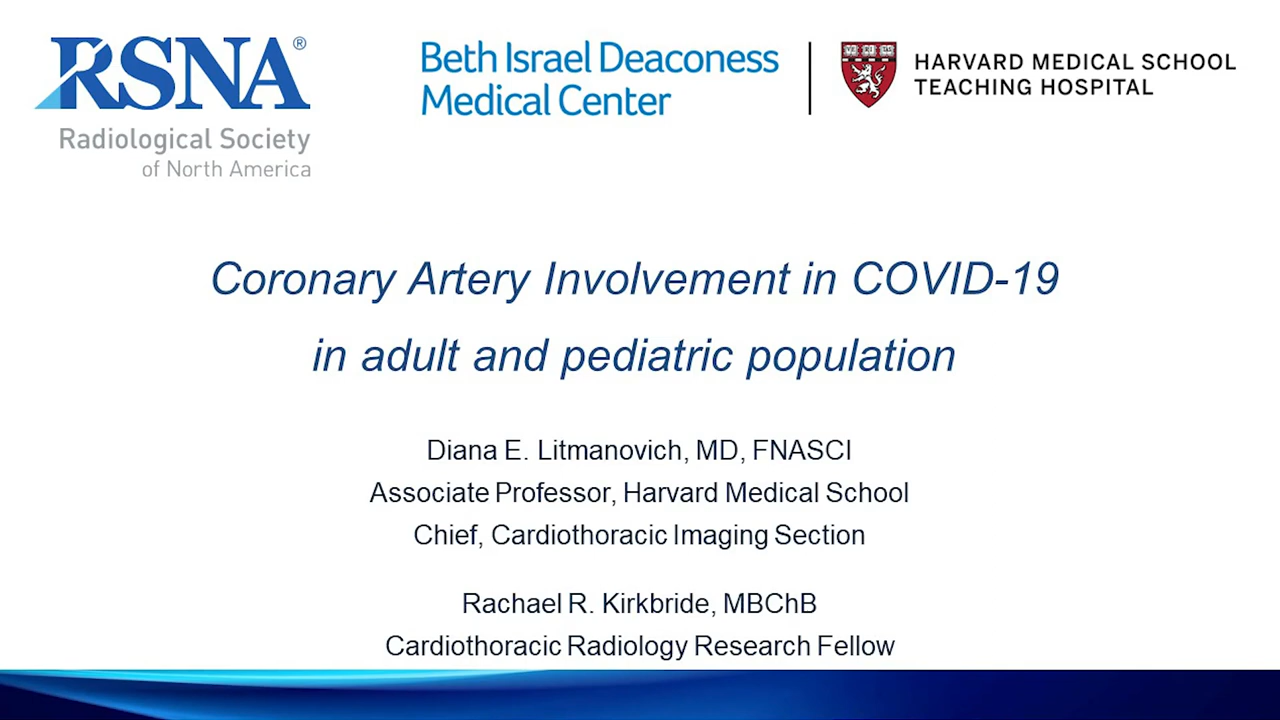 RSNA®
Radiological Society
of North America
Beth Israel Deaconess
Medical Center
HARVARD MEDICAL SCHOOL
TEACHING HOSPITAL
Coronary Artery Involvement in COVID-19
in adult and pediatric population
Diana E. Litmanovich, MD, FNASCI
Associate Professor, Harvard Medical School
Chief, Cardiothoracic Imaging Section
Rachael R. Kirkbride, MBChB
Cardiothoracic Radiology Research Fellow